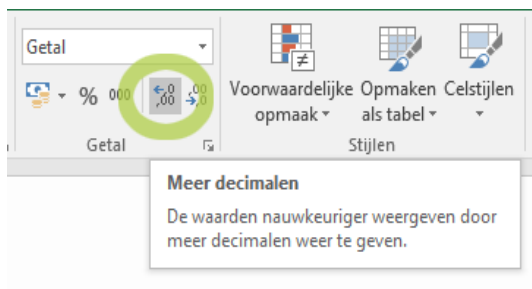 Getal
% 000 ←,0 ,00 ,00 →,0
Voorwaardelijke Opmaken Celstijlen
opmaak als tabel
Getal Stijlen
Meer decimalen
De waarden nauwkeuriger weergeven door
meer decimalen weer te geven.